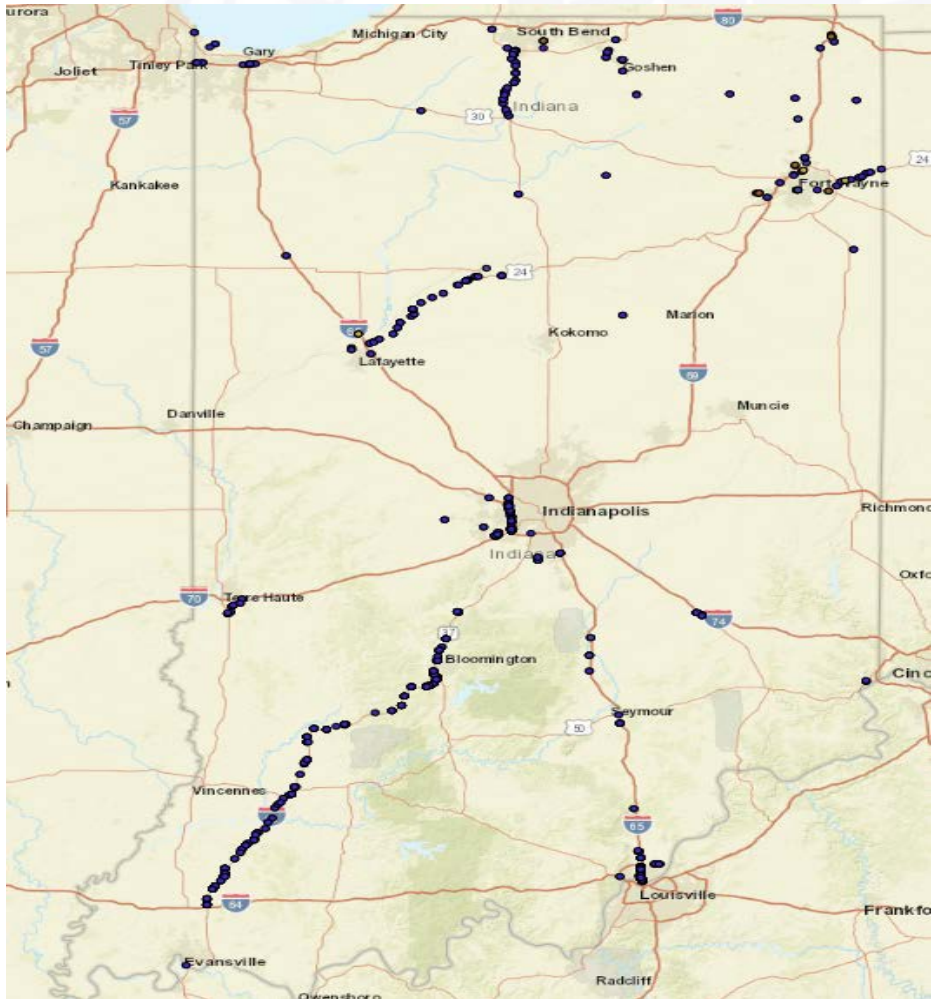 urora
Michigan City
South Bend
80
Joliet
Tinley Park
Gary
Goshen
Indiana
57
30
24
Kankakee
Fort Wayne
24
57
Lafayette
Kokomo
Marion
69
Danville
Muncie
Champaign
Indianapolis
Richmond
Indiana
Oxfo
70
Terre Haute
74
37
Bloomington
Cinc
Seymour
50
Vincennes
65
64
Louisville
Frankfo
Evansville
Radcliff
Owensboro